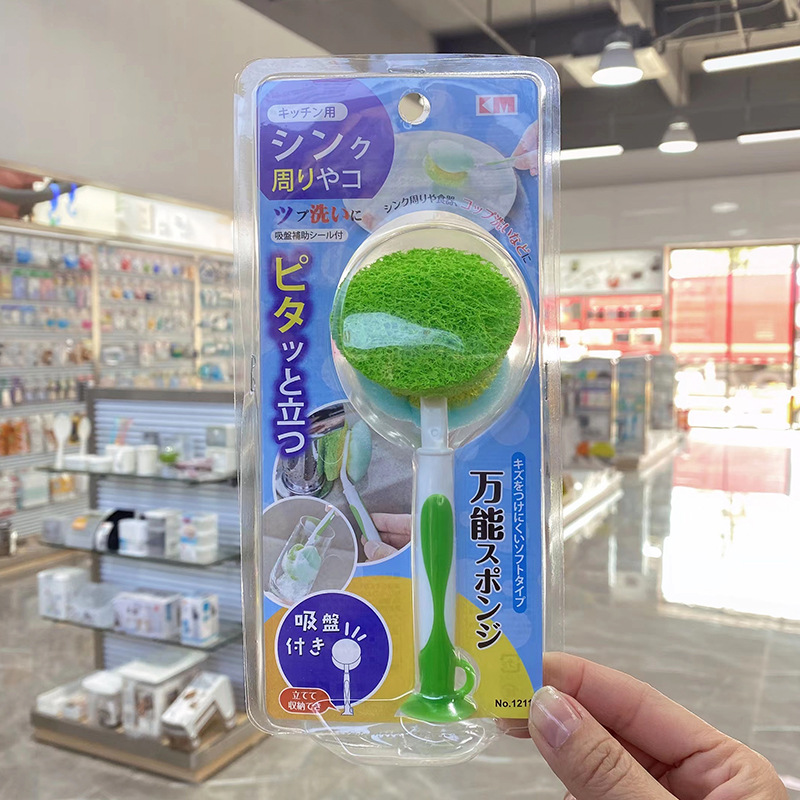 キッチン用
シンク
周りやコ
ツブ洗いに
吸盤補助シール付
ピタッと立つ
シンク周りや食器、コップ洗いなどに
KM
キズをつけにくいソフトタイプ
万能スポンジ
吸盤
付き
立てて
収納でき
No.1211